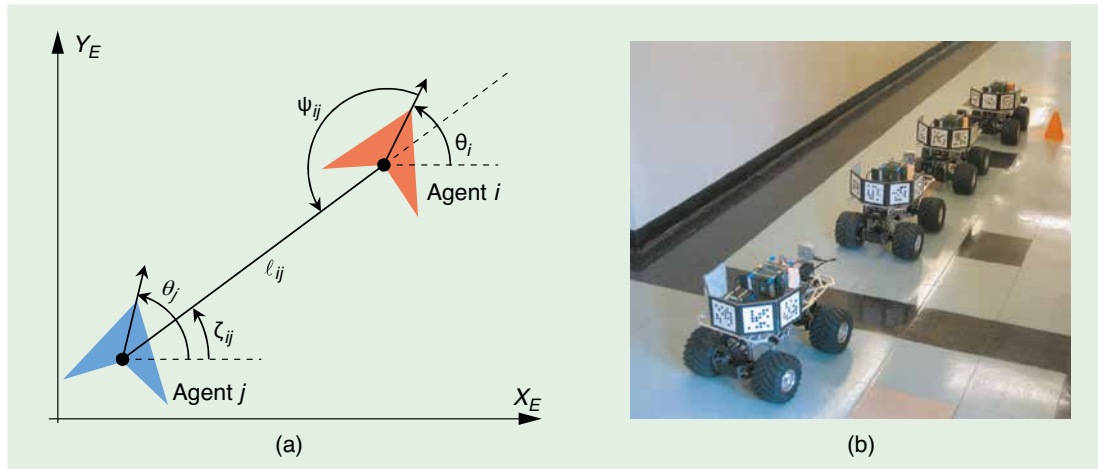 Y_E
ψ_ij
θ_i
Agent i
ℓ_ij
θ_j
ζ_ij
Agent j
X_E
(a)
(b)